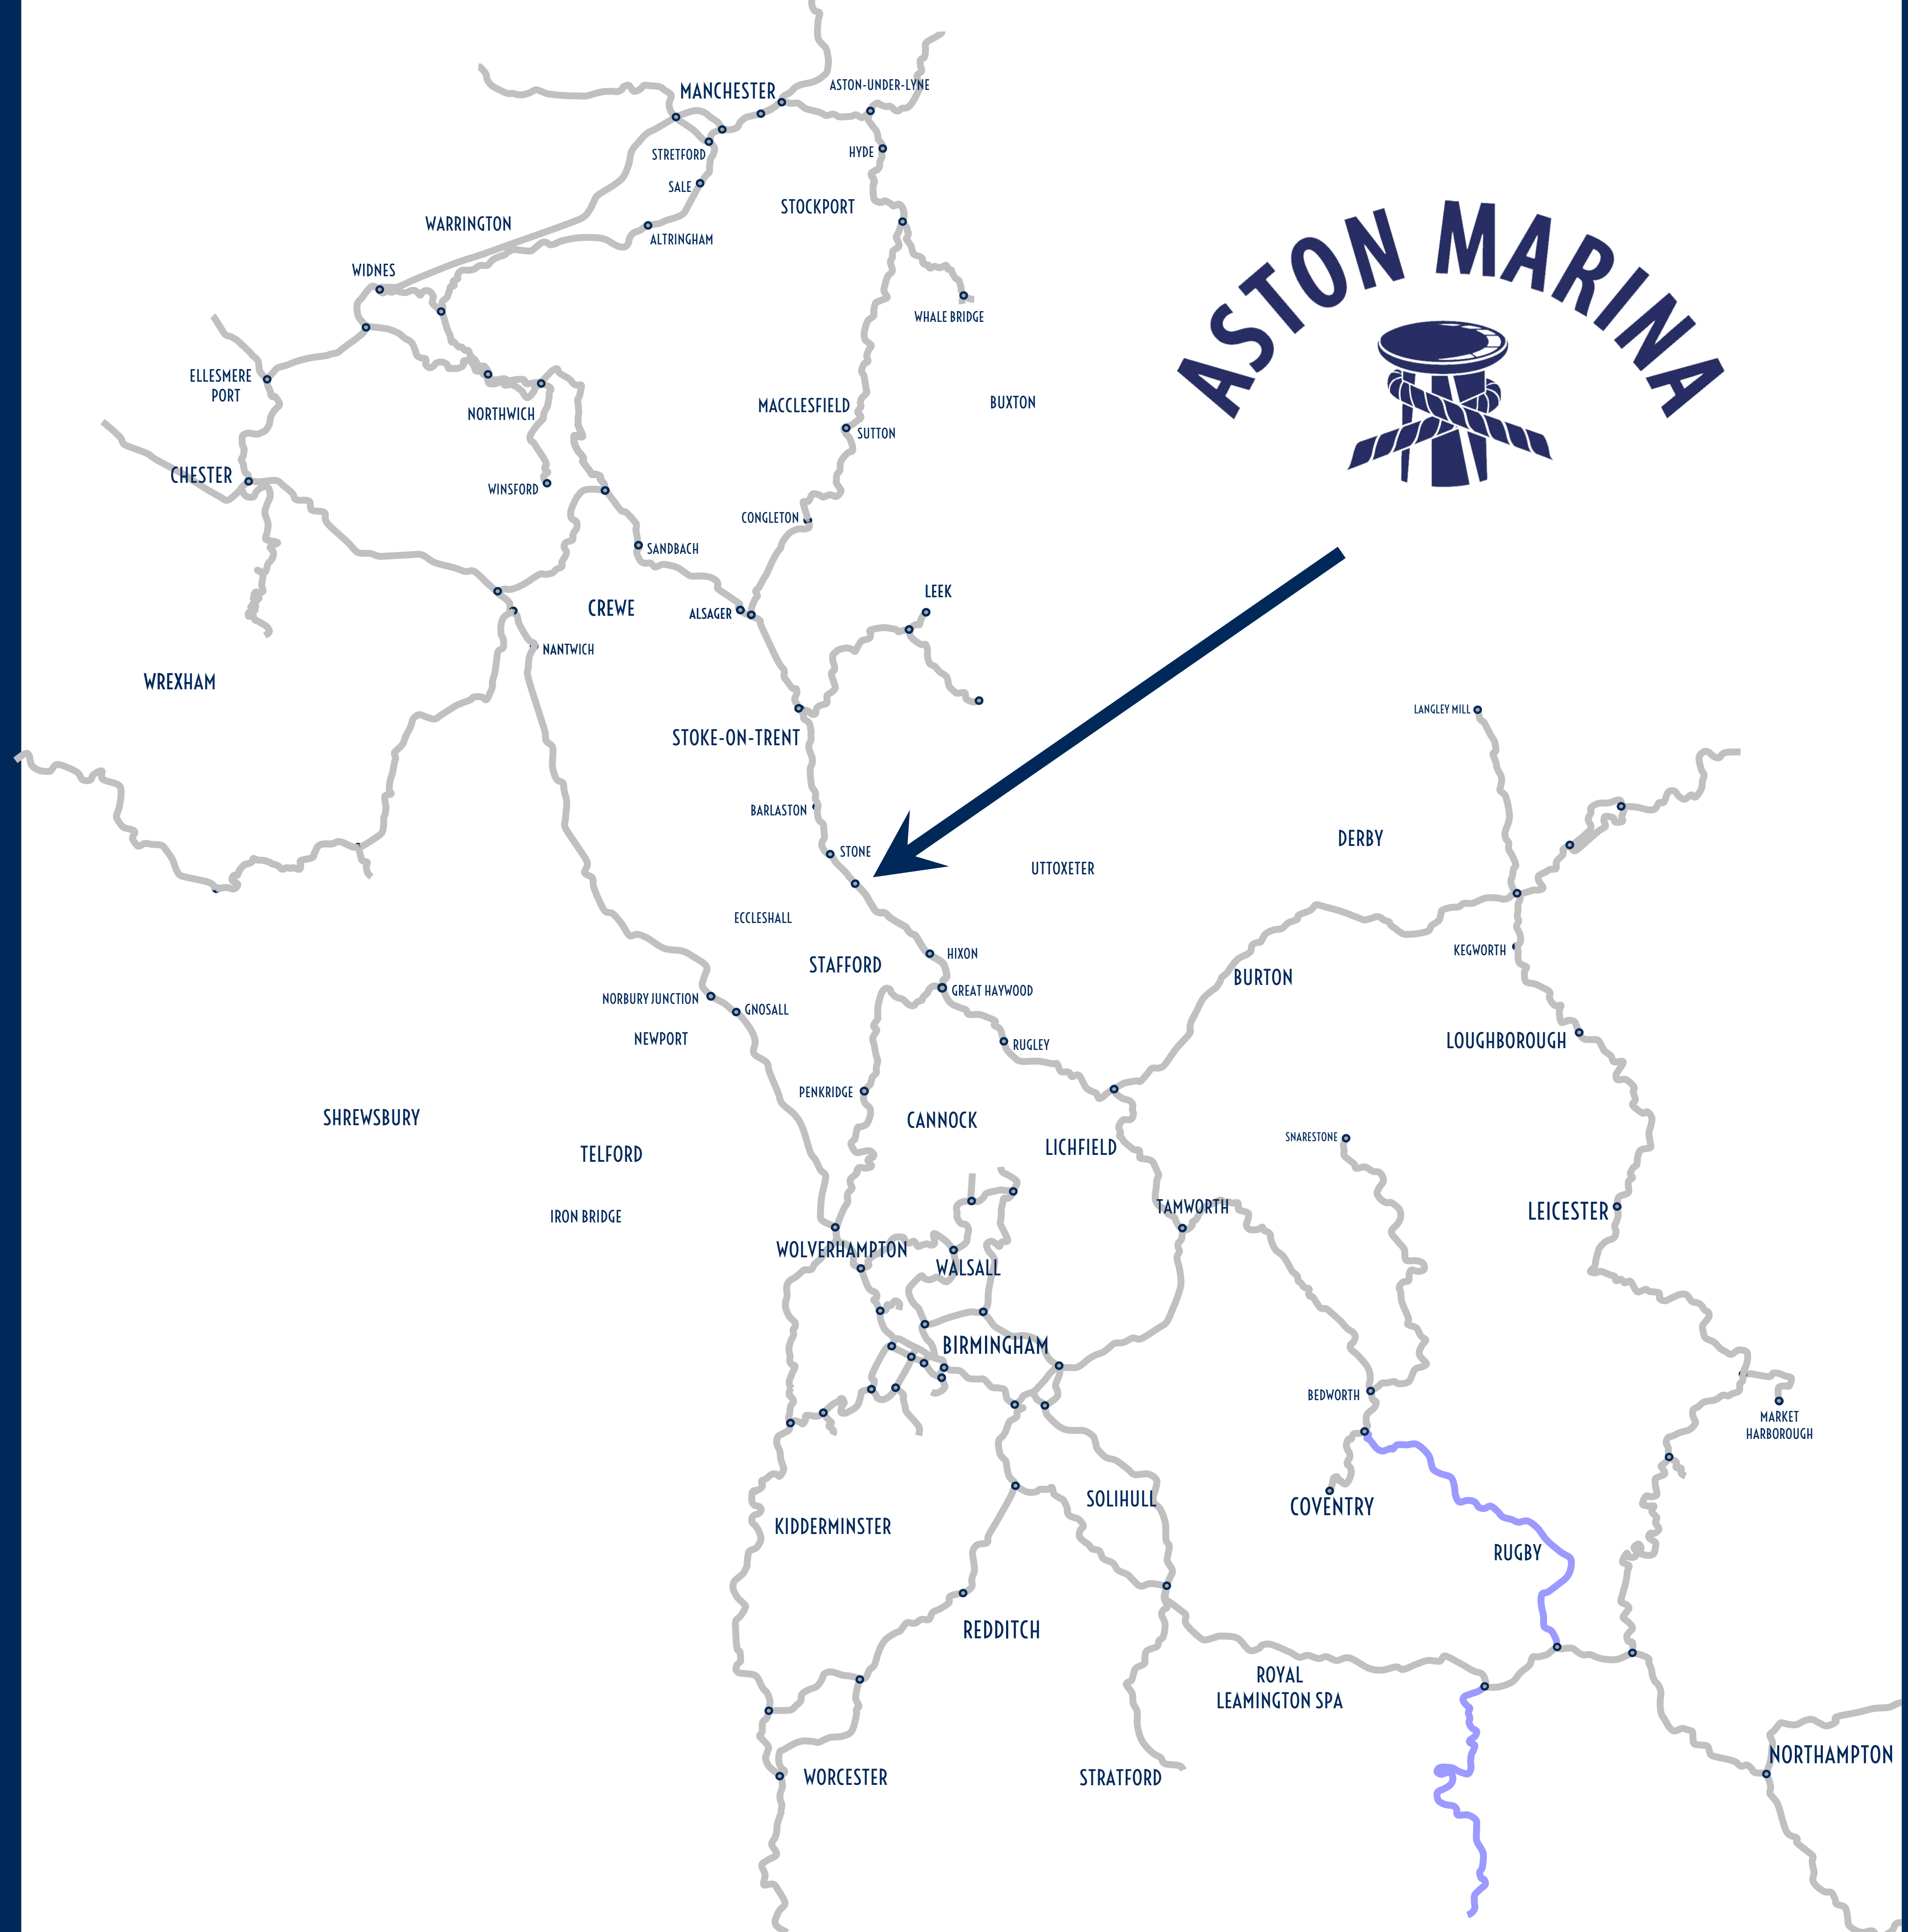 MANCHESTER
ASTON-UNDER-LYNE
STRETFORD
HYDE
SALE
STOCKPORT
WARRINGTON
ALTRINGHAM
WIDNES
WHALE BRIDGE
ASTON MARINA
ELLESMERE
PORT
NORTHWICH
MACCLESFIELD
BUXTON
SUTTON
CHESTER
WINSFORD
CONGLETON
SANDBACH
LEEK
CREWE
ALSAGER
NANTWICH
WREXHAM
LANGLEY MILL
STOKE-ON-TRENT
BARLASTON
DERBY
STONE
UTTOXETER
ECCLESHALL
HIXON
KEGWORTH
STAFFORD
BURTON
GREAT HAYWOOD
NORBURY JUNCTION
GNOSALL
NEWPORT
RUGLEY
LOUGHBOROUGH
PENKRIDGE
SHREWSBURY
CANNOCK
SNARESTONE
TELFORD
LICHFIELD
TAMWORTH
LEICESTER
IRON BRIDGE
WOLVERHAMPTON
WALSALL
BIRMINGHAM
BEDWORTH
MARKET
HARBOROUGH
SOLIHULL
COVENTRY
KIDDERMINSTER
RUGBY
REDDITCH
ROYAL
LEAMINGTON SPA
NORTHAMPTON
WORCESTER
STRATFORD